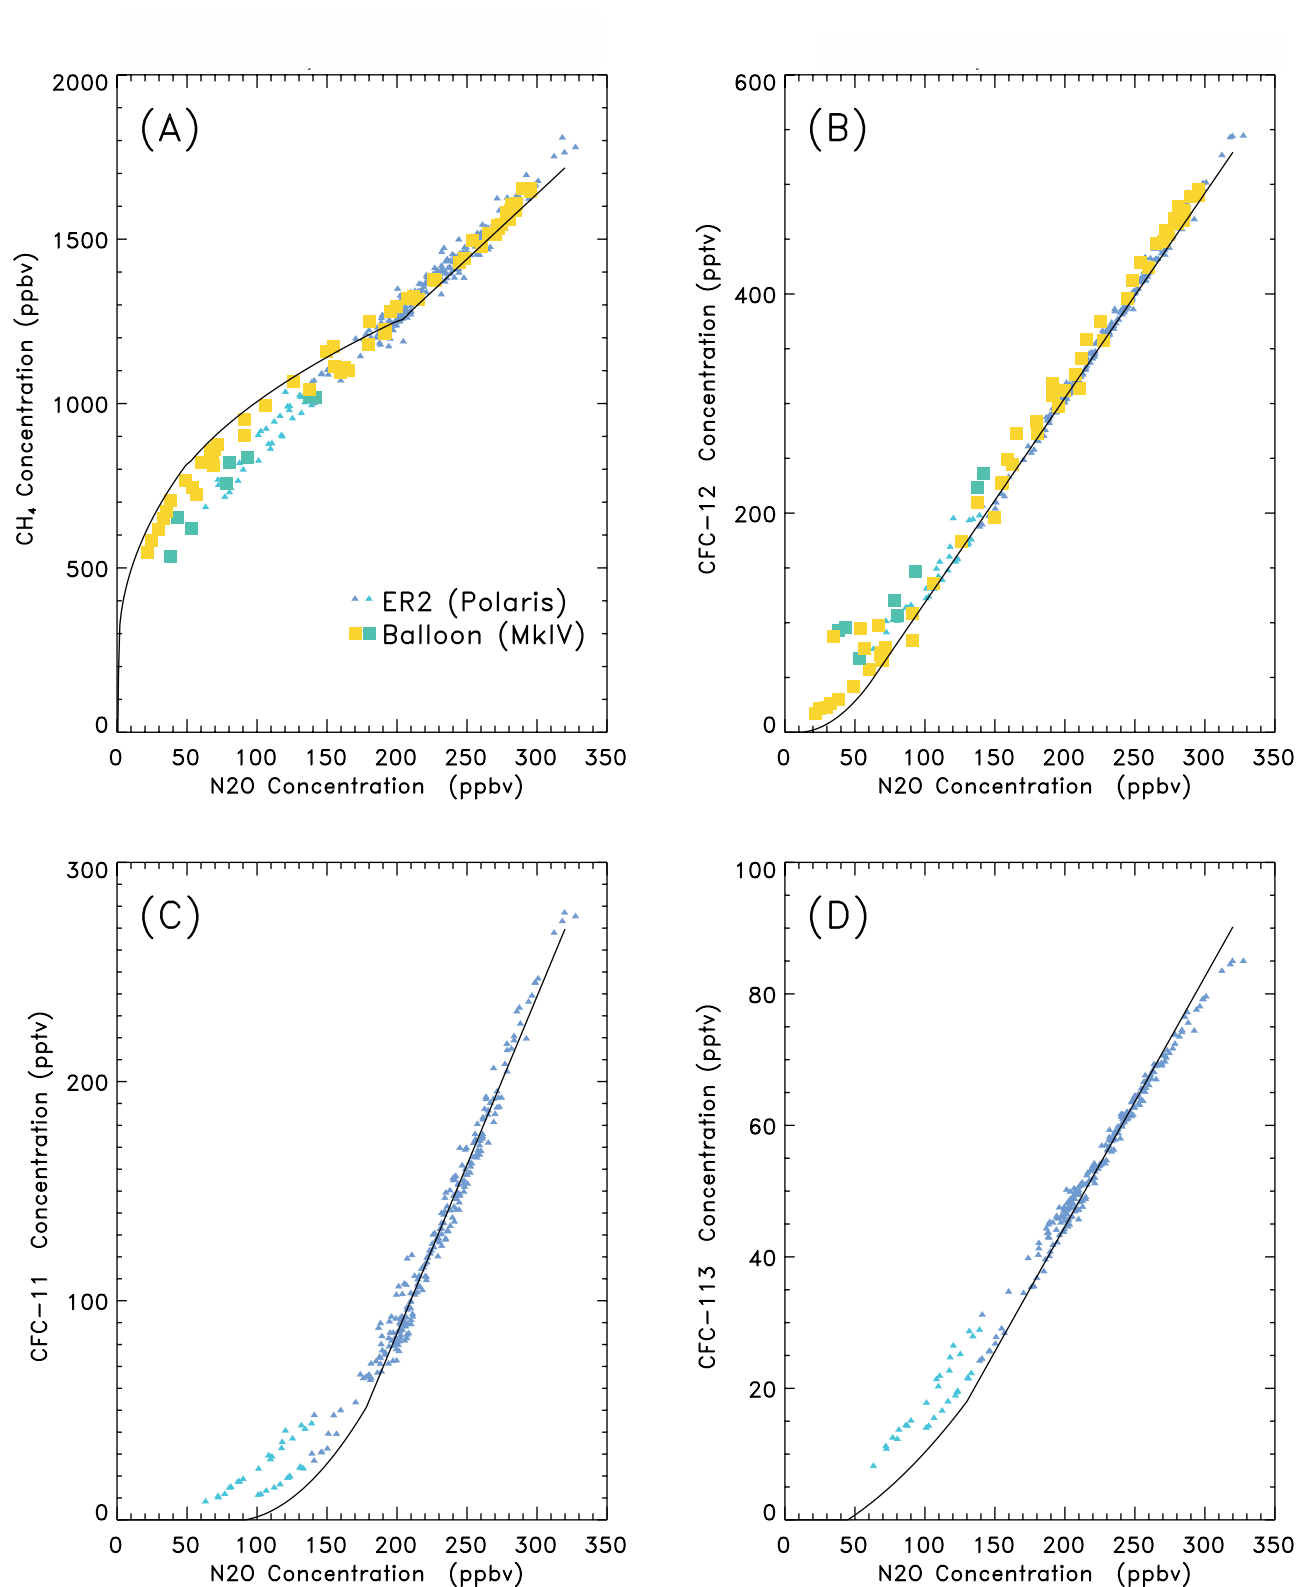 2000
1500
1000
500
0
(A)
CH4 Concentration (ppbv)
ER2 (Polaris)
Balloon (MkIV)
0 50 100 150 200 250 300 350
N2O Concentration (ppbv)
600
400
200
0
(B)
CFC-12 Concentration (pptv)
0 50 100 150 200 250 300 350
N2O Concentration (ppbv)
300
200
100
0
(C)
CFC-11 Concentration (pptv)
0 50 100 150 200 250 300 350
N2O Concentration (ppbv)
100
80
60
40
20
0
(D)
CFC-113 Concentration (pptv)
0 50 100 150 200 250 300 350
N2O Concentration (ppbv)